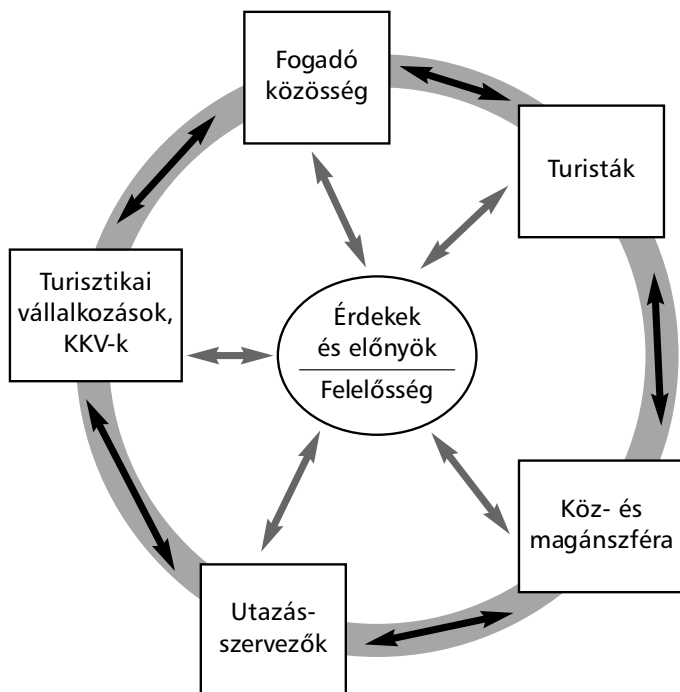 Fogadó
közösség
Turisták
Turisztikai
vállalkozások,
KKV-k
Érdekek
és előnyök
Felelősség
Köz- és
magánszféra
Utazás-
szervezők